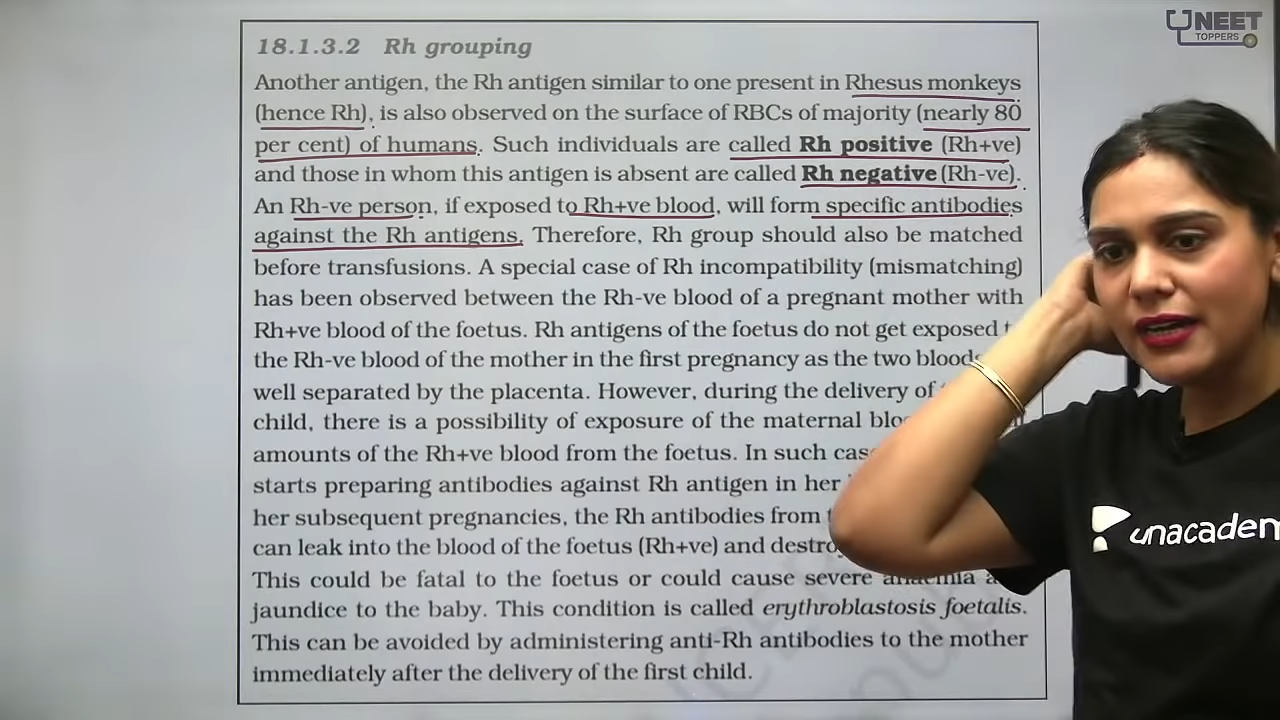 NEET
TOPPERS
18.1.3.2 Rh grouping
Another antigen, the Rh antigen similar to one present in Rhesus monkeys
(hence Rh), is also observed on the surface of RBCs of majority (nearly 80
per cent) of humans. Such individuals are called Rh positive (Rh+ve)
and those in whom this antigen is absent are called Rh negative (Rh-ve).
An Rh-ve person, if exposed to Rh+ve blood, will form specific antibodies
against the Rh antigens. Therefore, Rh group should also be matched
before transfusions. A special case of Rh incompatibility (mismatching)
has been observed between the Rh-ve blood of a pregnant mother with
Rh+ve blood of the foetus. Rh antigens of the foetus do not get exposed
the Rh-ve blood of the mother in the first pregnancy as the two bloods
well separated by the placenta. However, during the delivery of
child, there is a possibility of exposure of the maternal
amounts of the Rh+ve blood from the foetus. In such
starts preparing antibodies against Rh antigen in her
her subsequent pregnancies, the Rh antibodies from
can leak into the blood of the foetus (Rh+ve) and
This could be fatal to the foetus or could cause severe anaemia
jaundice to the baby. This condition is called erythroblastosis foetalis.
This can be avoided by administering anti-Rh antibodies to the mother
immediately after the delivery of the first child.
unacadem